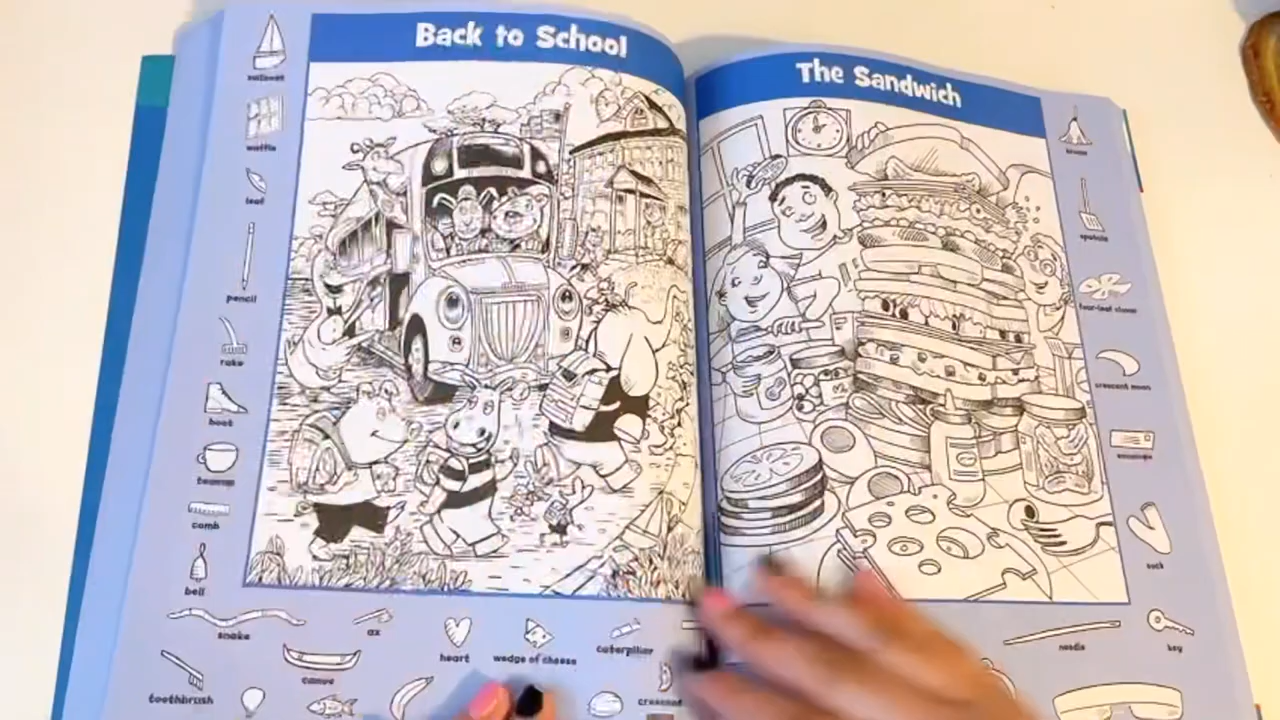 Back to School
sailboat
waffle
leaf
pencil
rake
boot
teacup
comb
bell
snake
ax
heart
wedge of cheese
caterpillar
toothbrush
canoe
crescent
The Sandwich
spatula
four-leaf clover
crescent moon
envelope
sock
needle
key